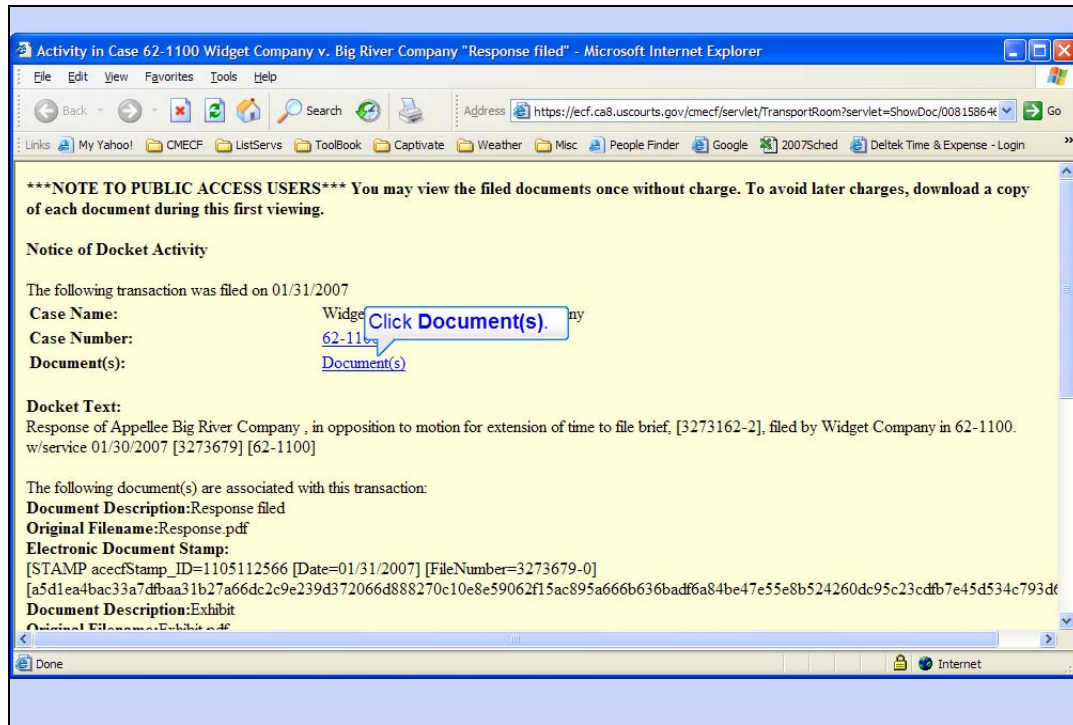 Activity in Case 62-1100 Widget Company v. Big River Company "Response filed" - Microsoft Internet Explorer
File Edit View Favorites Tools Help
Back Search Address https://ecf.ca8.uscourts.gov/cmecf/servlet/TransportRoom?servlet=ShowDoc/008158646 Go
Links My Yahoo! CMECF ListServs ToolBook Captivate Weather Misc People Finder Google 2007Sched Deltek Time & Expense - Login »
***NOTE TO PUBLIC ACCESS USERS*** You may view the filed documents once without charge. To avoid later charges, download a copy
of each document during this first viewing.
Notice of Docket Activity
The following transaction was filed on 01/31/2007
Case Name: Widge ny
Click Document(s).
Case Number: 62-110
Document(s): Document(s)
Docket Text:
Response of Appellee Big River Company , in opposition to motion for extension of time to file brief, [3273162-2], filed by Widget Company in 62-1100.
w/service 01/30/2007 [3273679] [62-1100]
The following document(s) are associated with this transaction:
Document Description:Response filed
Original Filename:Response.pdf
Electronic Document Stamp:
[STAMP acecfStamp_ID=1105112566 [Date=01/31/2007] [FileNumber=3273679-0]
[a5d1ea4bac33a7dfbaa31b27a66dc2c9e239d372066d888270c10e8e59062f15ac895a666b636badf6a84be47e55e8b524260dc95c23cdfb7e45d534c793d6
Document Description:Exhibit
Original Filename:Exhibit.pdf
Done Internet